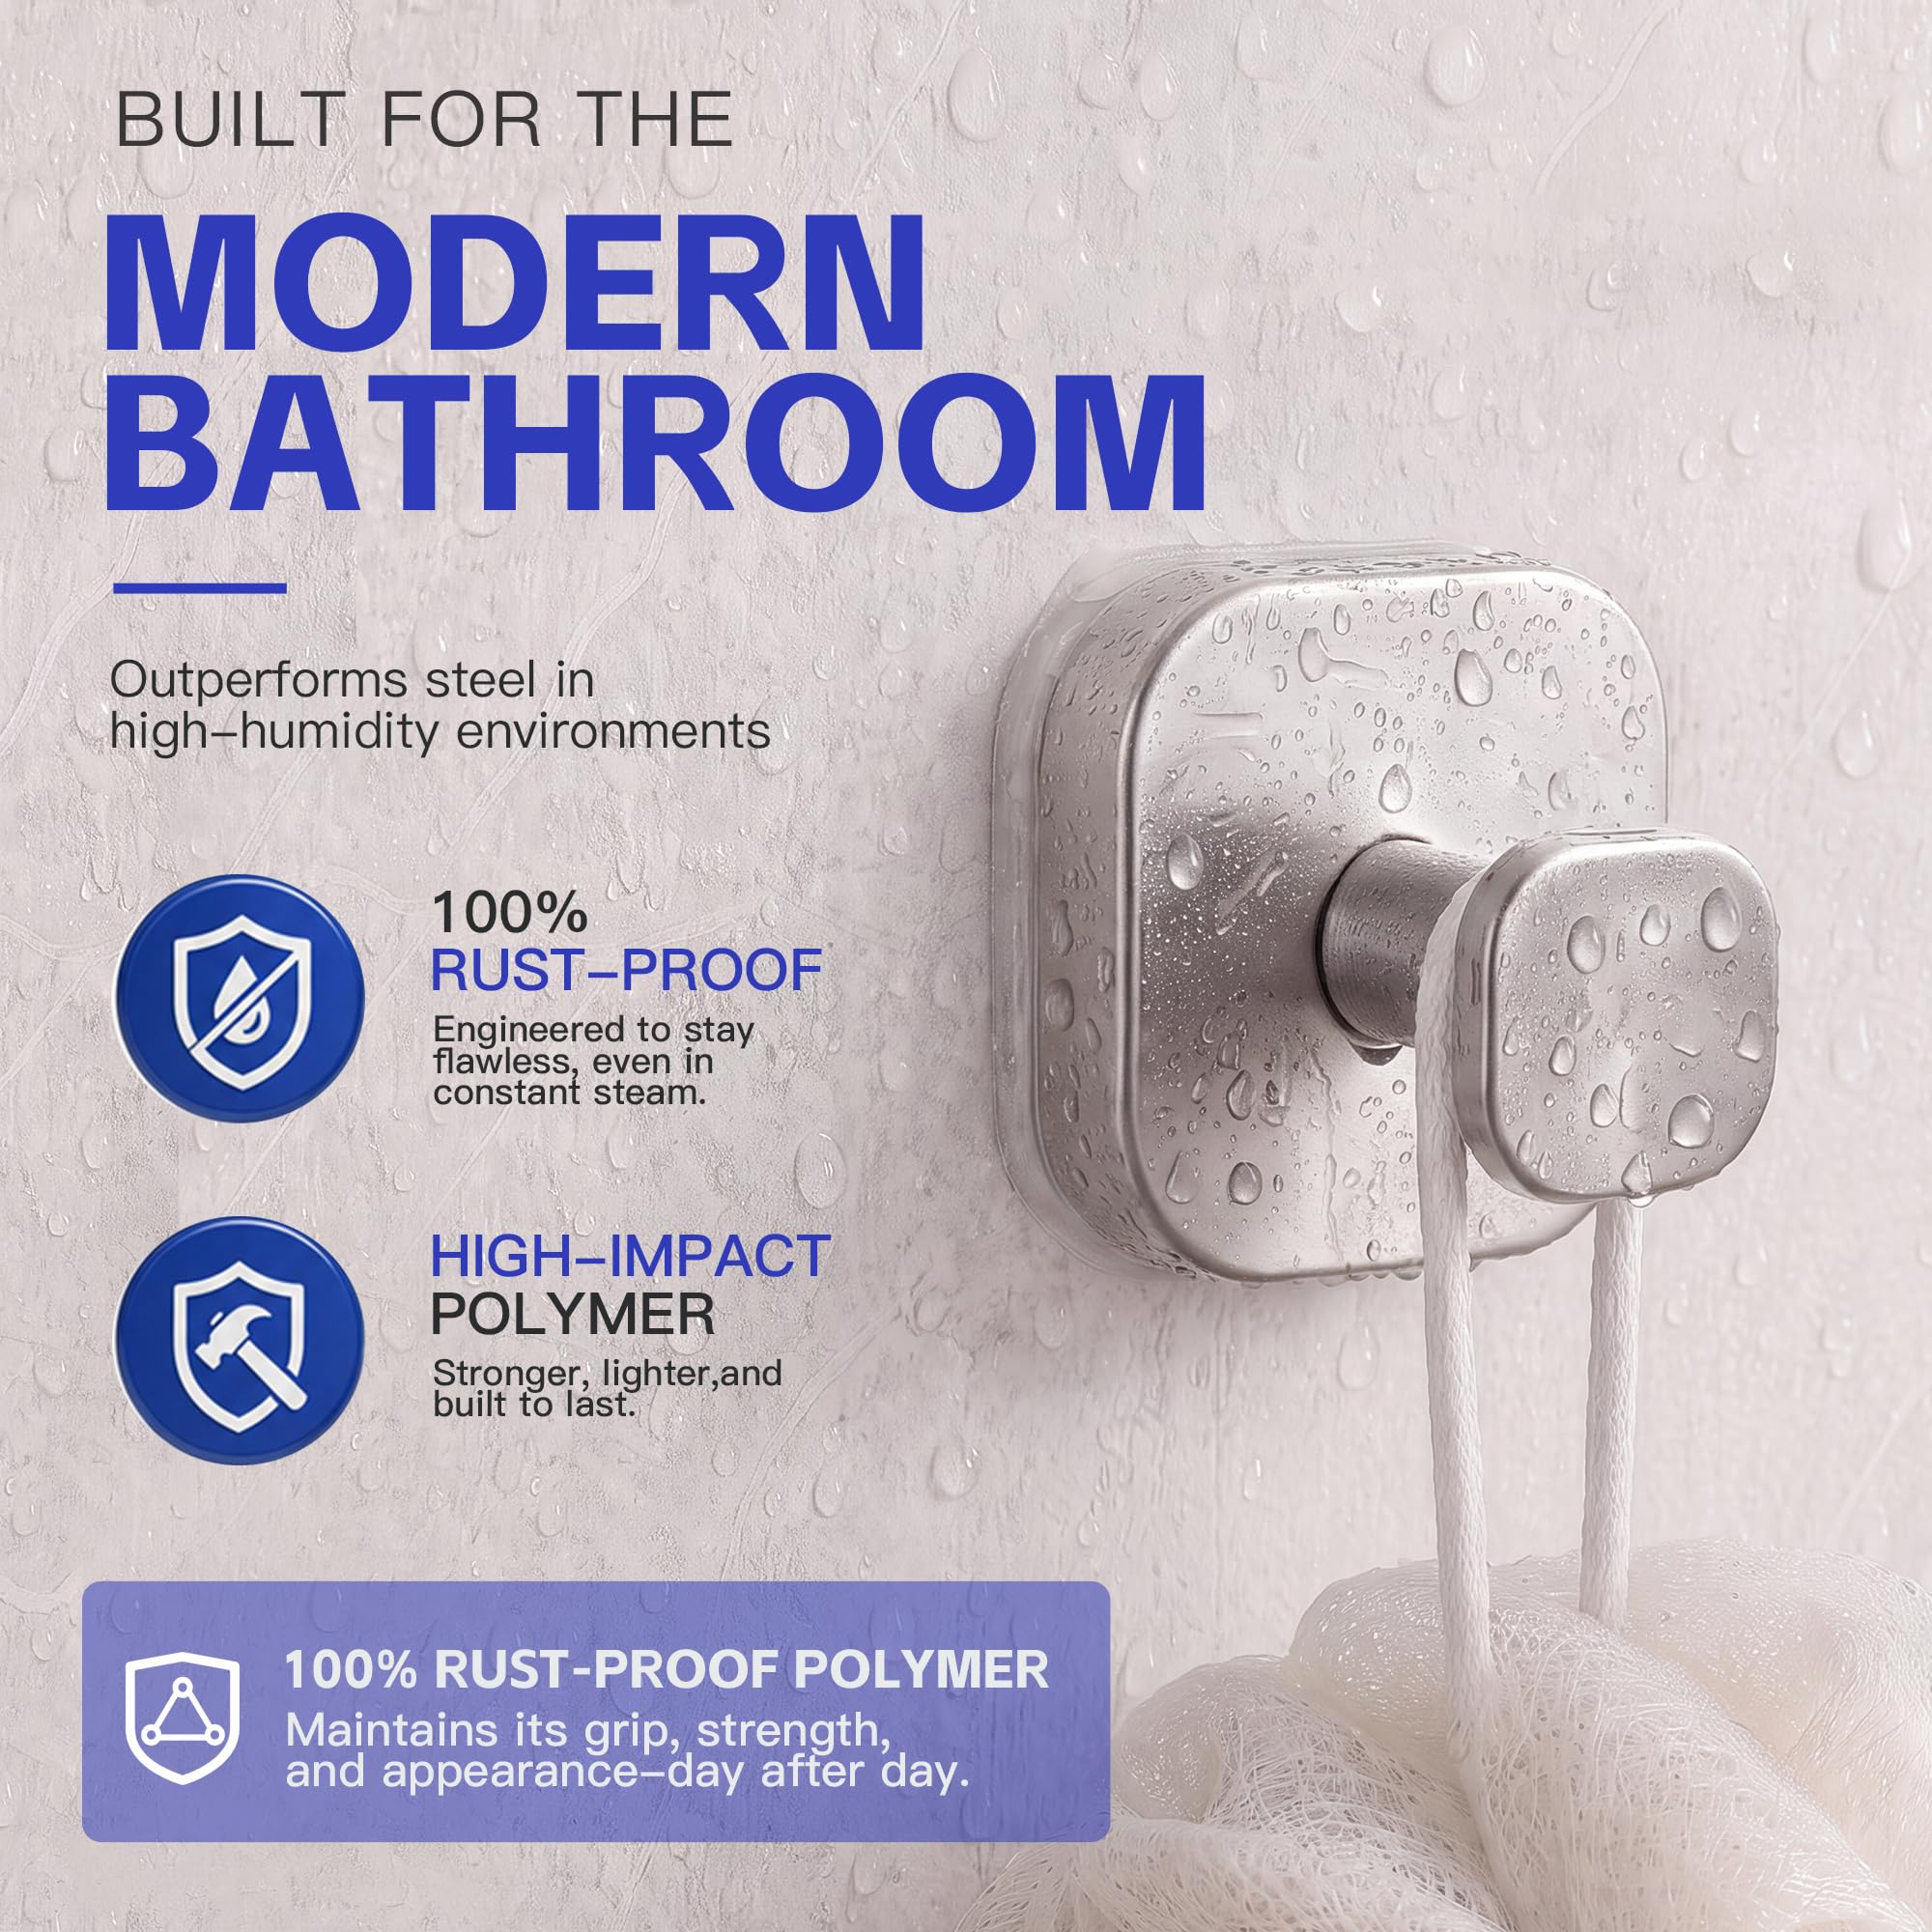 BUILT FOR THE
MODERN
BATHROOM
Outperforms steel in
high–humidity environments
100%
RUST–PROOF
Engineered to stay
flawless, even in
constant steam.
HIGH–IMPACT
POLYMER
Stronger, lighter,and
built to last.
100% RUST-PROOF POLYMER
Maintains its grip, strength,
and appearance–day after day.